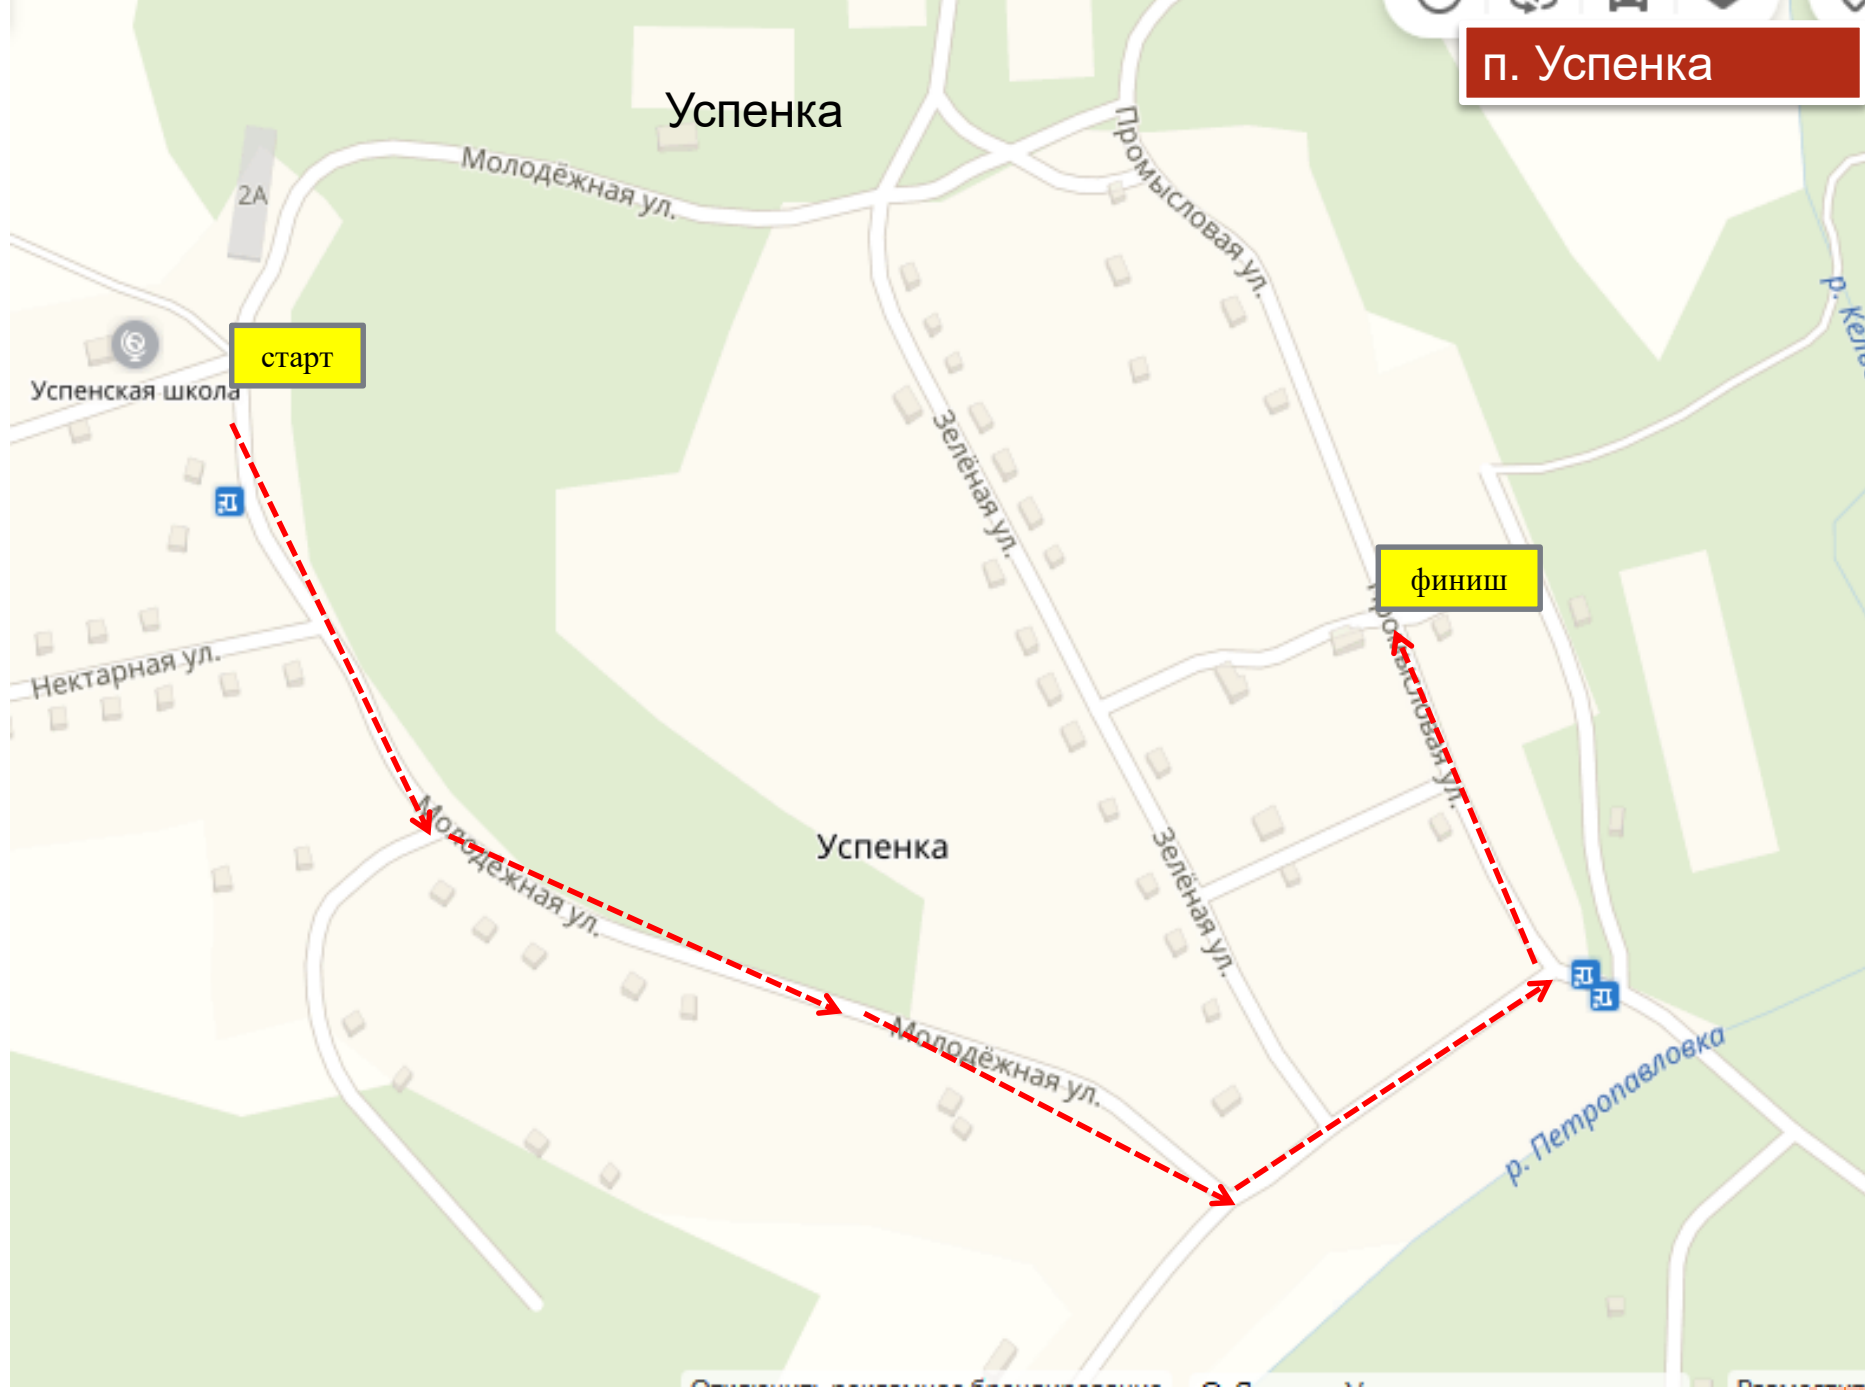 п. Успенка
Успенка
Молодёжная ул.
Промысловая ул.
2А
р.
старт
Успенская школа
Зелёная ул.
финиш
Промысловая ул.
Нектарная ул.
Молодёжная ул.
Успенка
Зелёная ул.
Молодёжная ул.
р. Петропавловка